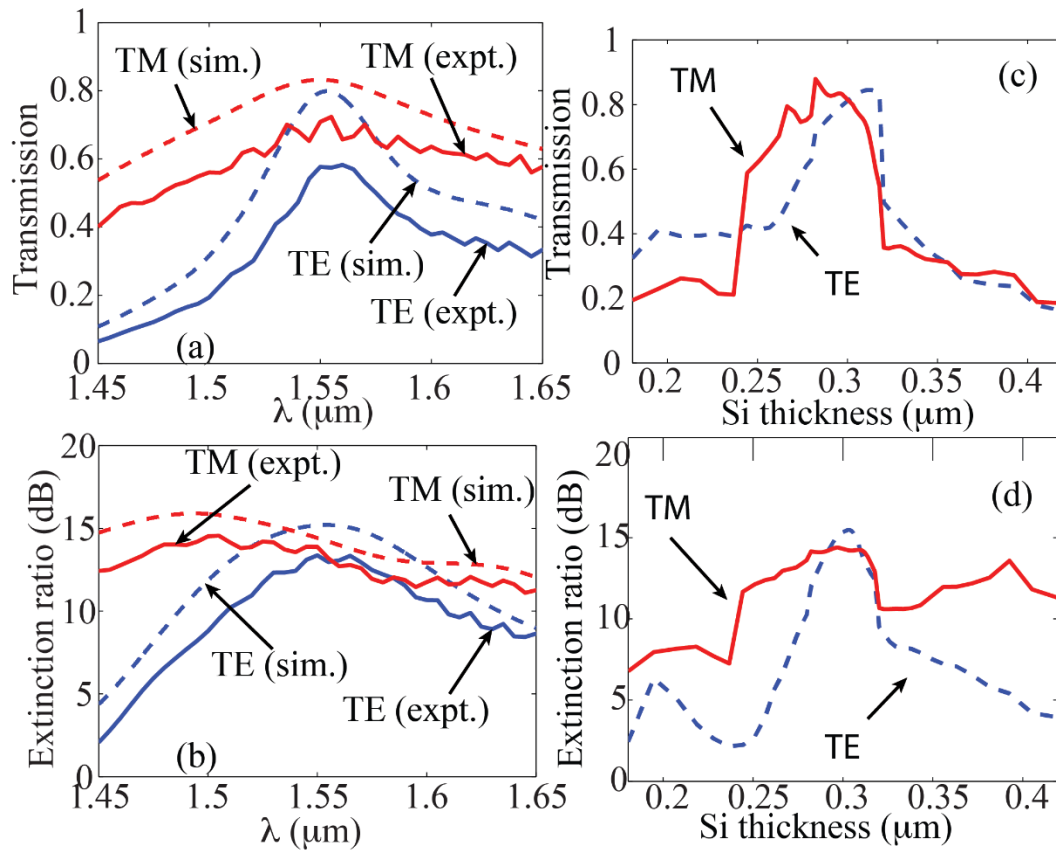 1
0.8
0.6
0.4
0.2
0
Transmission
TM (sim.)
TM (expt.)
TE (sim.)
TE (expt.)
(a)
1.45 1.5 1.55 1.6 1.65
λ (μm)
1
0.8
0.6
0.4
0.2
0
Transmission
(c)
TM
TE
0.2 0.25 0.3 0.35 0.4
Si thickness (μm)
20
15
10
5
0
Extinction ratio (dB)
TM (expt.)
TM (sim.)
TE (sim.)
TE (expt.)
(b)
1.45 1.5 1.55 1.6 1.65
λ (μm)
20
15
10
5
0
Extinction ratio (dB)
(d)
TM
TE
0.2 0.25 0.3 0.35 0.4
Si thickness (μm)